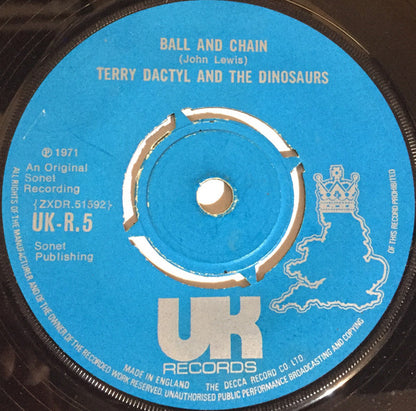 BALL AND CHAIN
(John Lewis)
TERRY DACTYL AND THE DINOSAURS
℗ 1971
An Original
Sonet
Recording
{ZXDR.51592}
UK-R.5
Sonet
Publishing
UK
RECORDS
MADE IN ENGLAND THE DECCA RECORD CO. LTD.
ALL RIGHTS OF THE MANUFACTURER AND OF THE OWNER OF THE RECORDED WORK RESERVED. UNAUTHORISED PUBLIC PERFORMANCE BROADCASTING AND COPYING OF THIS RECORD PROHIBITED